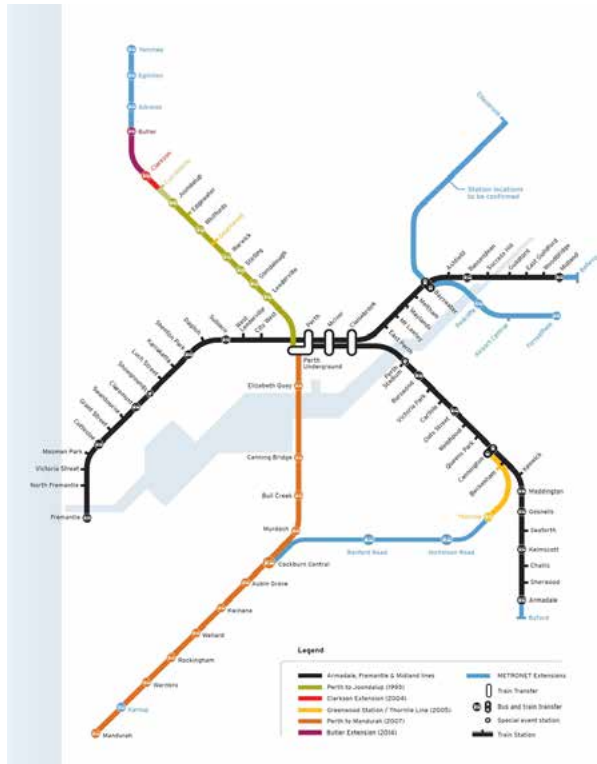 Yanchep
Eglinton
Alkimos
Butler
Clarkson
Currambine
Joondalup
Edgewater
Whitfords
Greenwood
Warwick
Stirling
Glendalough
Leederville
Ellenbrook
Station locations
to be confirmed
Ashfield
Bassendean
Success Hill
Guildford
East Guildford
Woodbridge
Midland
Bellevue
Bayswater
Meltham
Maylands
Mt Lawley
East Perth
Redcliffe
Airport Central
Forrestfield
Claisebrook
McIver
Perth
Perth
Underground
City West
West
Leederville
Subiaco
Daglish
Shenton Park
Karrakatta
Loch Street
Showgrounds
Claremont
Swanbourne
Grant Street
Cottesloe
Mosman Park
Victoria Street
North Fremantle
Fremantle
Perth
Stadium
Burswood
Victoria Park
Carlisle
Oats Street
Welshpool
Queens Park
Cannington
Beckenham
Kenwick
Thornlie
Maddington
Gosnells
Seaforth
Kelmscott
Challis
Sherwood
Armadale
Byford
Elizabeth Quay
Canning Bridge
Bull Creek
Murdoch
Cockburn Central
Ranford Road
Nicholson Road
Aubin Grove
Kwinana
Wellard
Rockingham
Warnbro
Karnup
Mandurah
Legend
Armadale, Fremantle & Midland lines
Perth to Joondalup (1993)
Clarkson Extension (2004)
Greenwood Station / Thornlie Line (2005)
Perth to Mandurah (2007)
Butler Extension (2014)
METRONET Extensions
Train Transfer
Bus and train transfer
Special event station
Train Station